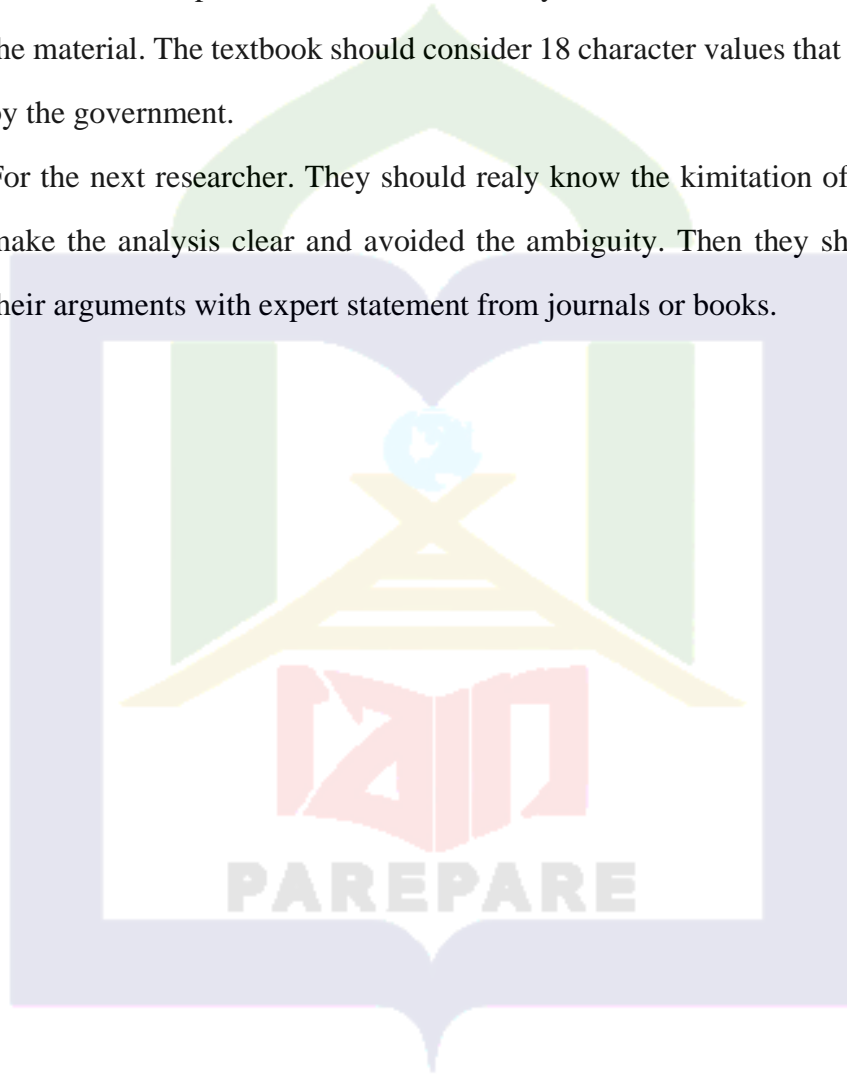 the material. The textbook should consider 18 character values that
by the government.
For the next researcher. They should realy know the kimitation of
make the analysis clear and avoided the ambiguity. Then they
their arguments with expert statement from journals or books.
iain
PAREPARE